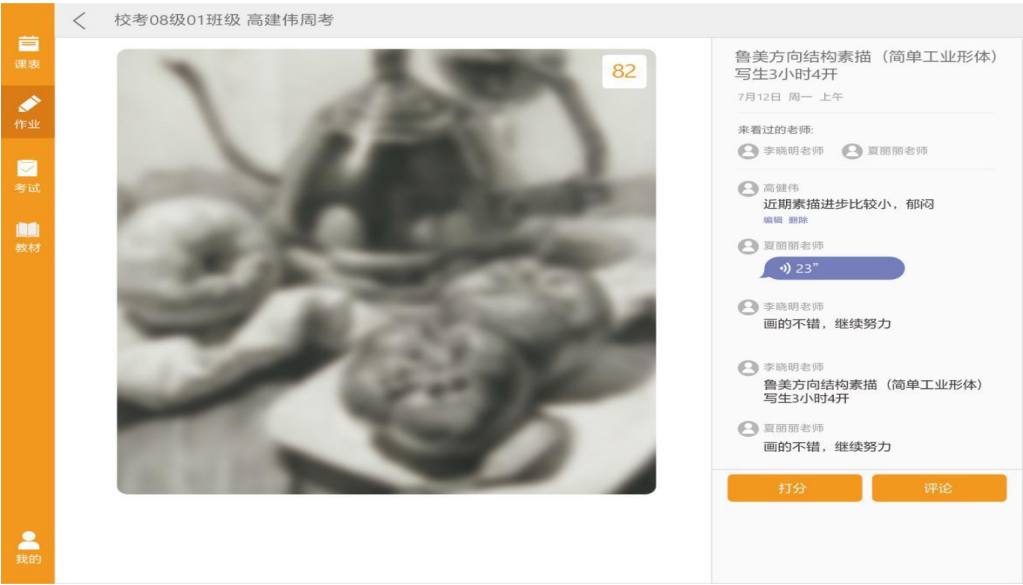 校考08级01班级 高建伟周考
课表
作业
考试
教材
我的
82
鲁美方向结构素描（简单工业形体）
写生3小时4开
7月12日 周一 上午
来看过的老师:
李晓明老师 夏丽丽老师
高健伟
近期素描进步比较小，郁闷
编辑 删除
夏丽丽老师
23”
李晓明老师
画的不错，继续努力
李晓明老师
鲁美方向结构素描（简单工业形体）
写生3小时4开
夏丽丽老师
画的不错，继续努力
打分 评论